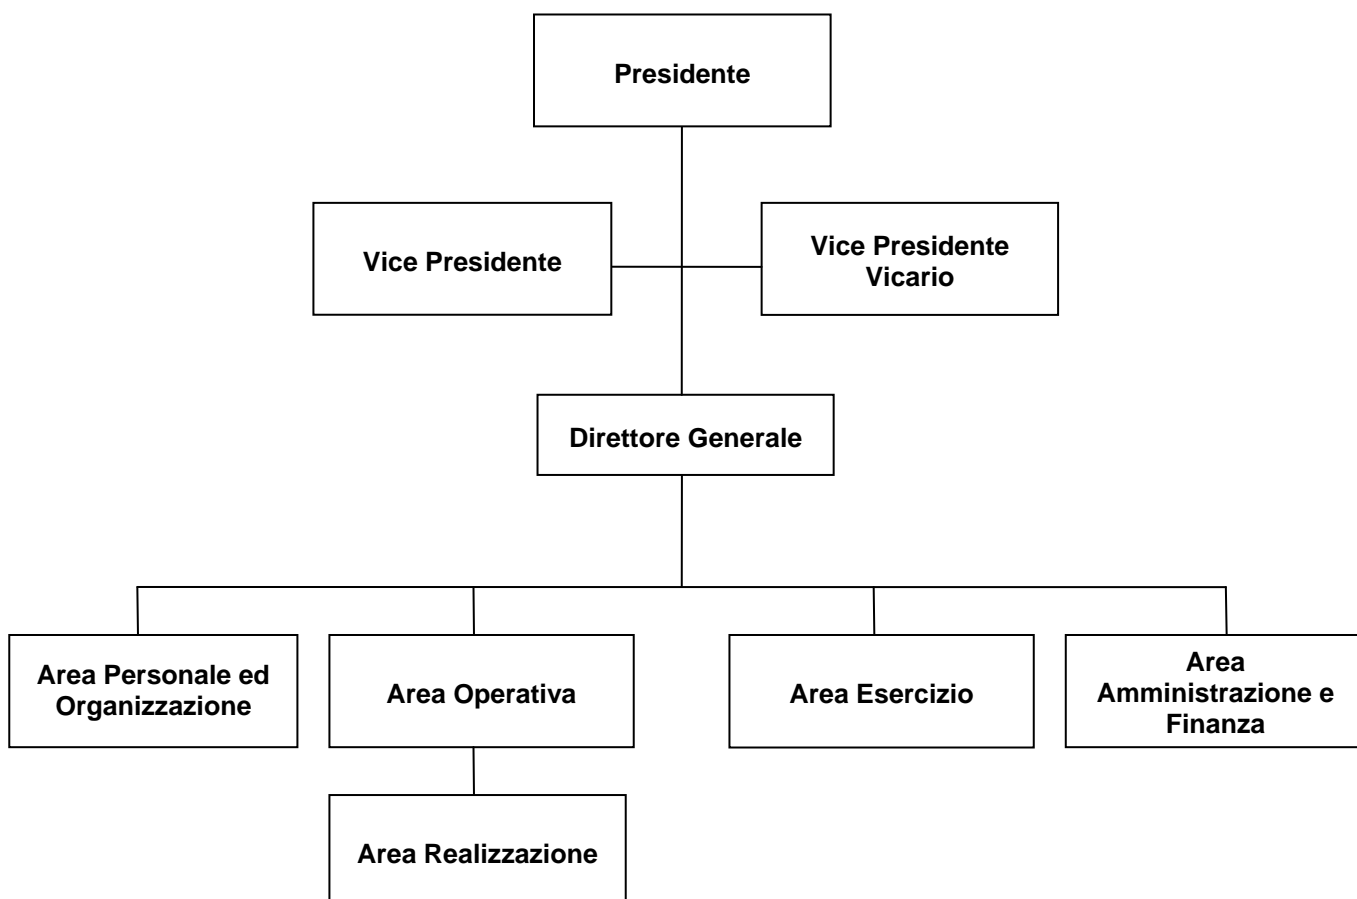 Presidente
Vice Presidente
Vice Presidente
Vicario
Direttore Generale
Area Personale ed
Organizzazione
Area Operativa
Area Esercizio
Area
Amministrazione e
Finanza
Area Realizzazione